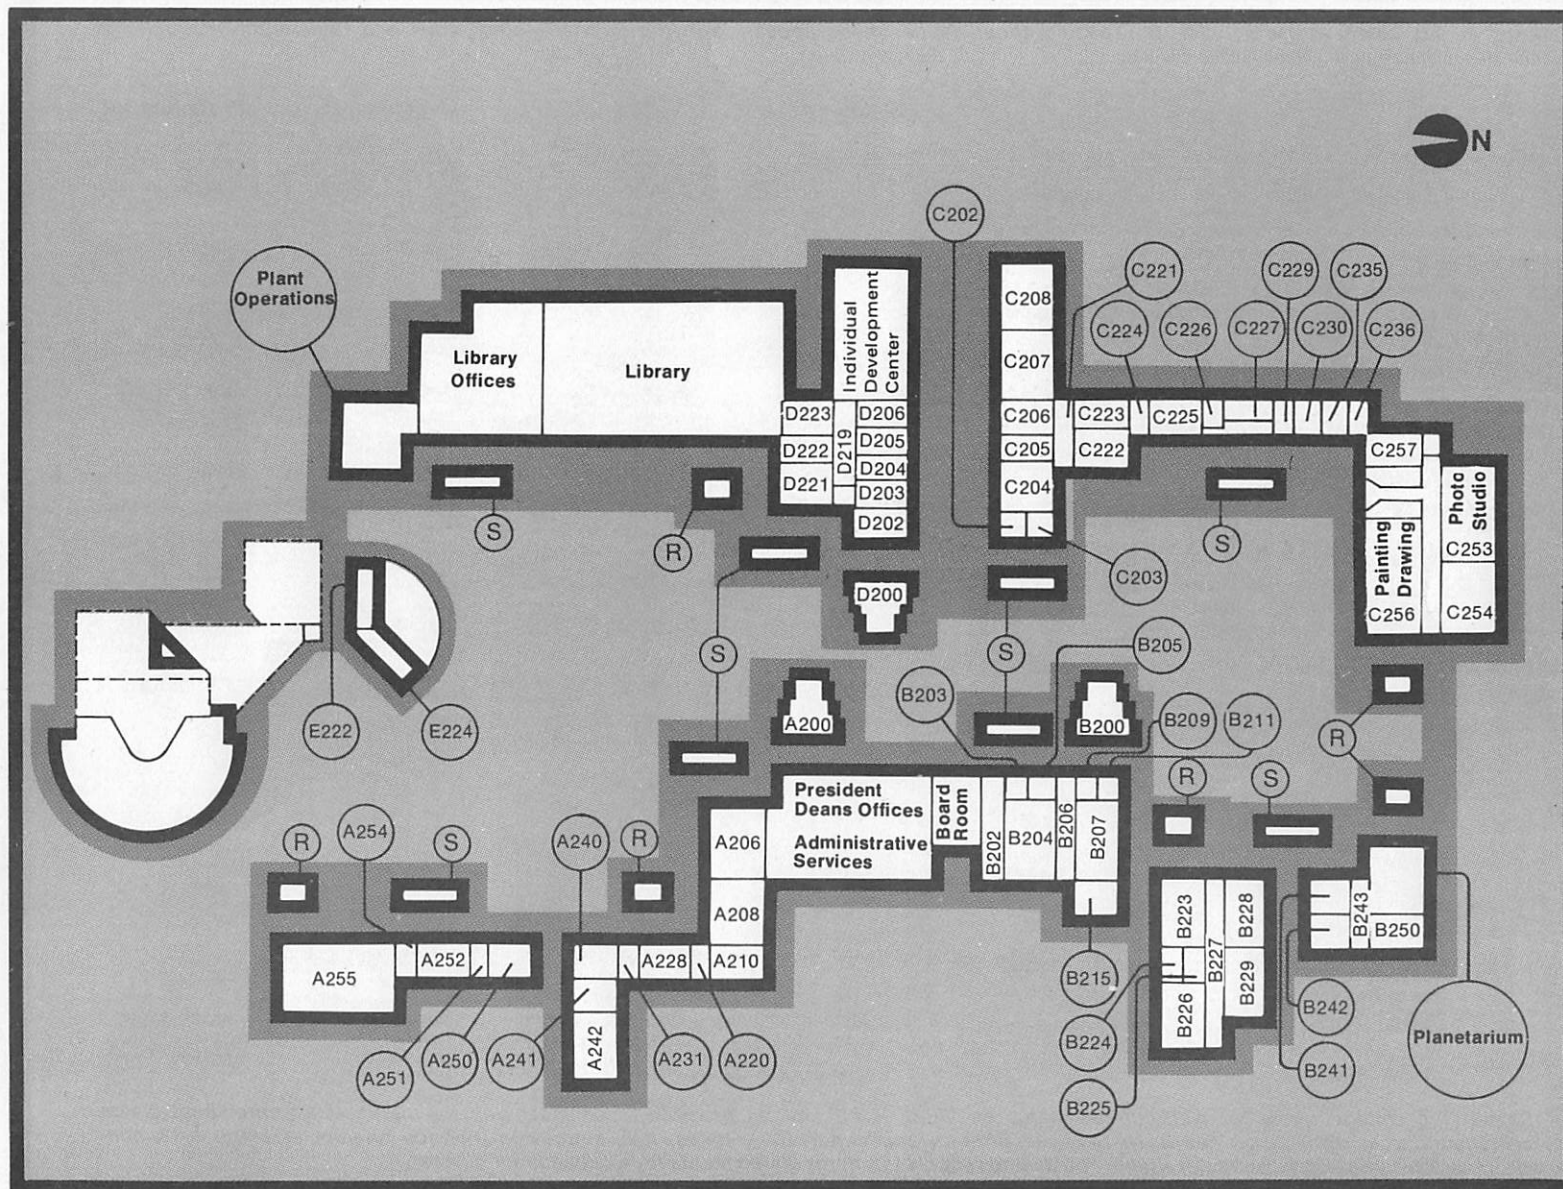 N
C202
Plant
Operations
C221
C229
C235
C224
C226
C227
C230
C236
Library
Offices
Library
Individual
Development
Center
C208
C207
C206
C205
C204
C223
C222
C225
D223
D222
D221
D219
D206
D205
D204
D203
D202
C257
Photo
Studio
C253
C254
Painting
Drawing
C256
S
R
S
C203
D200
S
S
B205
B203
B209
B211
A200
B200
E222
E224
R
R
S
President
Deans Offices
Administrative
Services
Board
Room
B202
B204
B206
B207
A206
A208
A210
A254
A240
R
S
R
A255
A252
A228
A242
A251
A250
A241
A231
A220
B215
B223
B228
B227
B226
B229
B224
B225
B243
B250
B242
B241
Planetarium